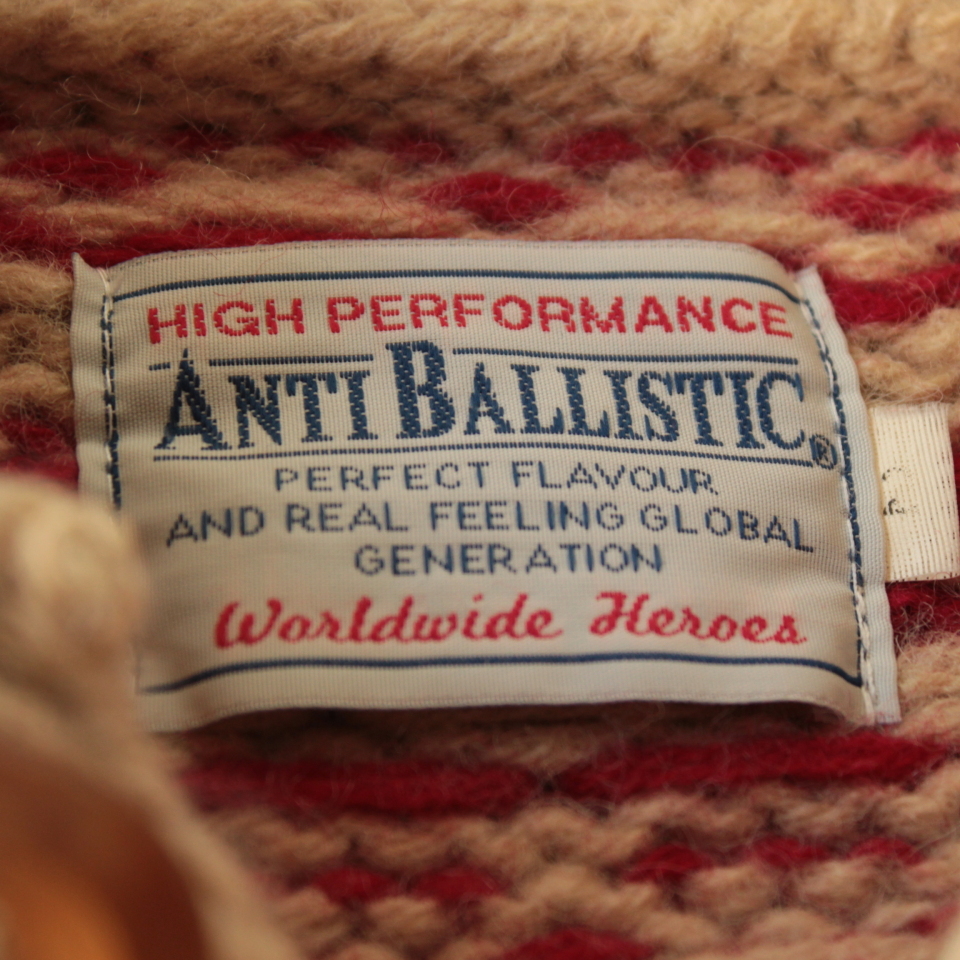 HIGH PERFORMANCE
ANTI BALLISTIC®
PERFECT FLAVOUR
AND REAL FEELING GLOBAL
GENERATION
Worldwide Heroes